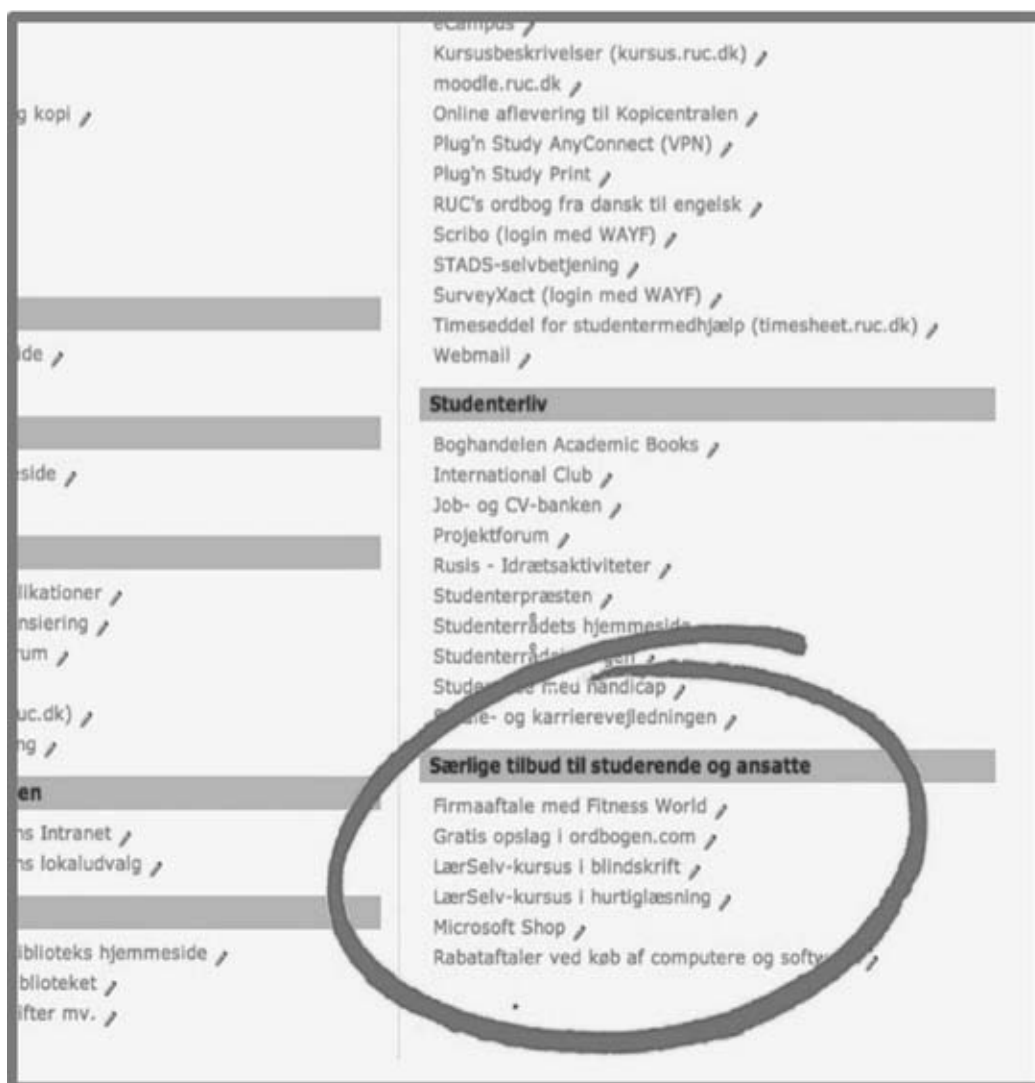 g kopi
ide
side
likationer
nsiering
rum
uc.dk)
ng
en
ns Intranet
ns lokaludvalg
iblioteks hjemmeside
blioteket
ifter mv.
eCampus
Kursusbeskrivelser (kursus.ruc.dk)
moodle.ruc.dk
Online aflevering til Kopicentralen
Plug'n Study AnyConnect (VPN)
Plug'n Study Print
RUC's ordbog fra dansk til engelsk
Scribo (login med WAYF)
STADS-selvbetjening
SurveyXact (login med WAYF)
Timeseddel for studentermedhjælp (timesheet.ruc.dk)
Webmail
Studenterliv
Boghandelen Academic Books
International Club
Job- og CV-banken
Projektforum
Rusis - Idrætsaktiviteter
Studenterpræsten
Studenterrådets hjemmeside
med handicap
og karrierevejledningen
Særlige tilbud til studerende og ansatte
Firmaaftale med Fitness World
Gratis opslag i ordbogen.com
LærSelv-kursus i blindskrift
LærSelv-kursus i hurtiglæsning
Microsoft Shop
Rabataftaler ved køb af computere og